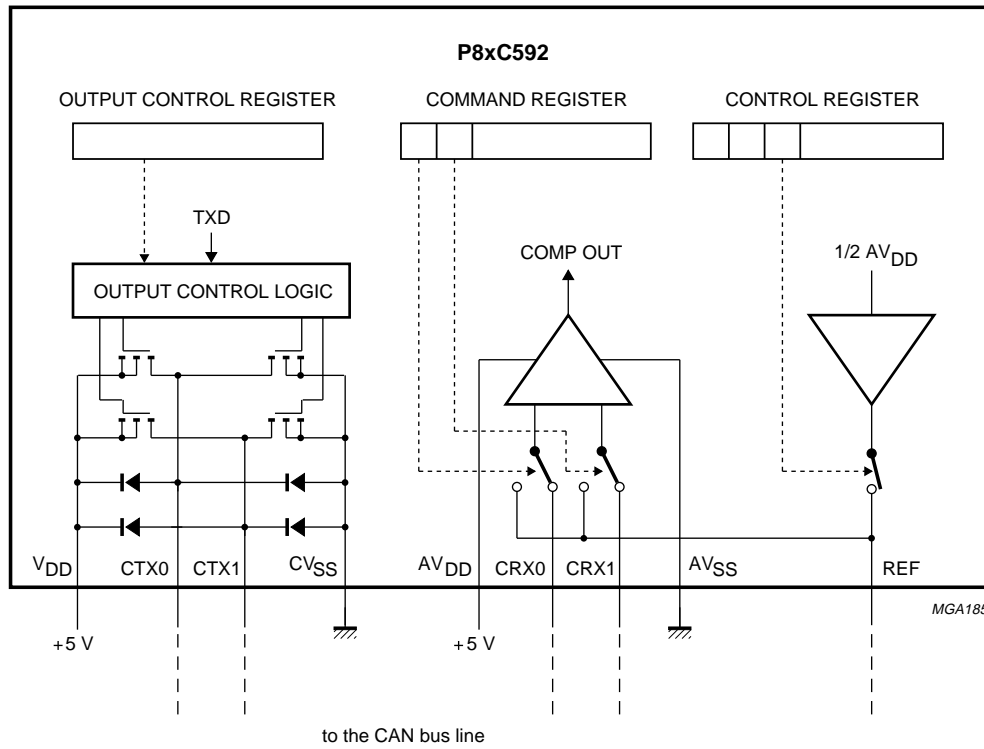 P8xC592
OUTPUT CONTROL REGISTER
COMMAND REGISTER
CONTROL REGISTER
TXD
COMP OUT
1/2 AVDD
OUTPUT CONTROL LOGIC
VDD
CTX0
CTX1
CVSS
AVDD
CRX0
CRX1
AVSS
REF
MGA185
+5 V
+5 V
to the CAN bus line